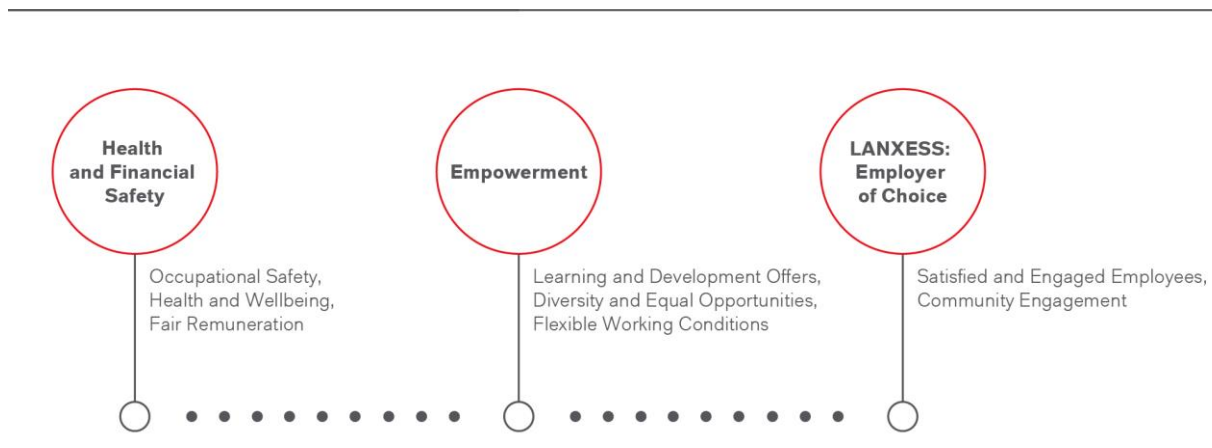 Health
and Financial
Safety
Empowerment
LANXESS:
Employer
of Choice
Occupational Safety,
Health and Wellbeing,
Fair Remuneration
Learning and Development Offers,
Diversity and Equal Opportunities,
Flexible Working Conditions
Satisfied and Engaged Employees,
Community Engagement